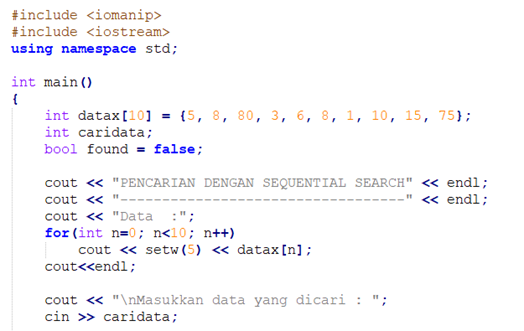 #include <iomanip>
#include <iostream>
using namespace std;
int main()
{
int datax[10] = {5, 8, 80, 3, 6, 8, 1, 10, 15, 75};
int caridata;
bool found = false;
cout << "PENCARIAN DENGAN SEQUENTIAL SEARCH" << endl;
cout << "-----------------------------------" << endl;
cout << "Data  :";
for(int n=0; n<10; n++)
cout << setw(5) << datax[n];
cout<<endl;
cout << "\nMasukkan data yang dicari : ";
cin >> caridata;